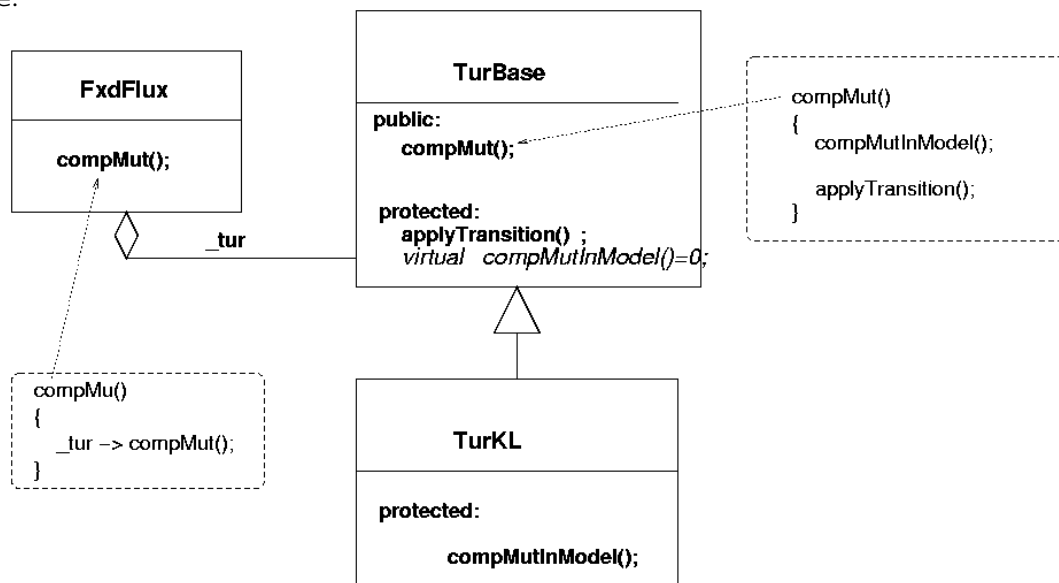 e.
FxdFlux
compMut();
_tur
TurBase
public:
compMut();
protected:
applyTransition() ;
virtual compMutInModel()=0;
compMut()
{
compMutInModel();
applyTransition();
}
compMu()
{
_tur –> compMut();
}
TurKL
protected:
compMutInModel();